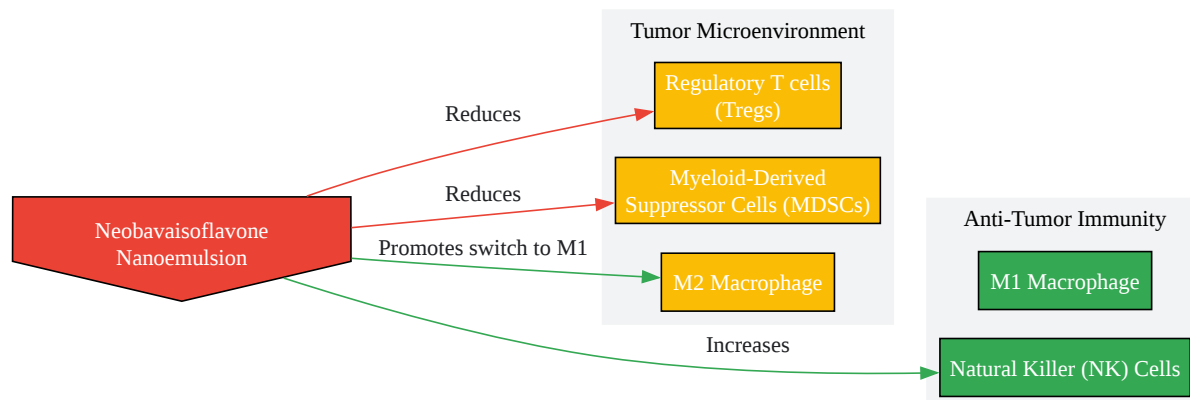 Tumor Microenvironment
Regulatory T cells
(Tregs)
Reduces
Myeloid-Derived
Suppressor Cells (MDSCs)
Reduces
Neobavaisoflavone
Nanoemulsion
Promotes switch to M1
M2 Macrophage
Anti-Tumor Immunity
M1 Macrophage
Increases
Natural Killer (NK) Cells